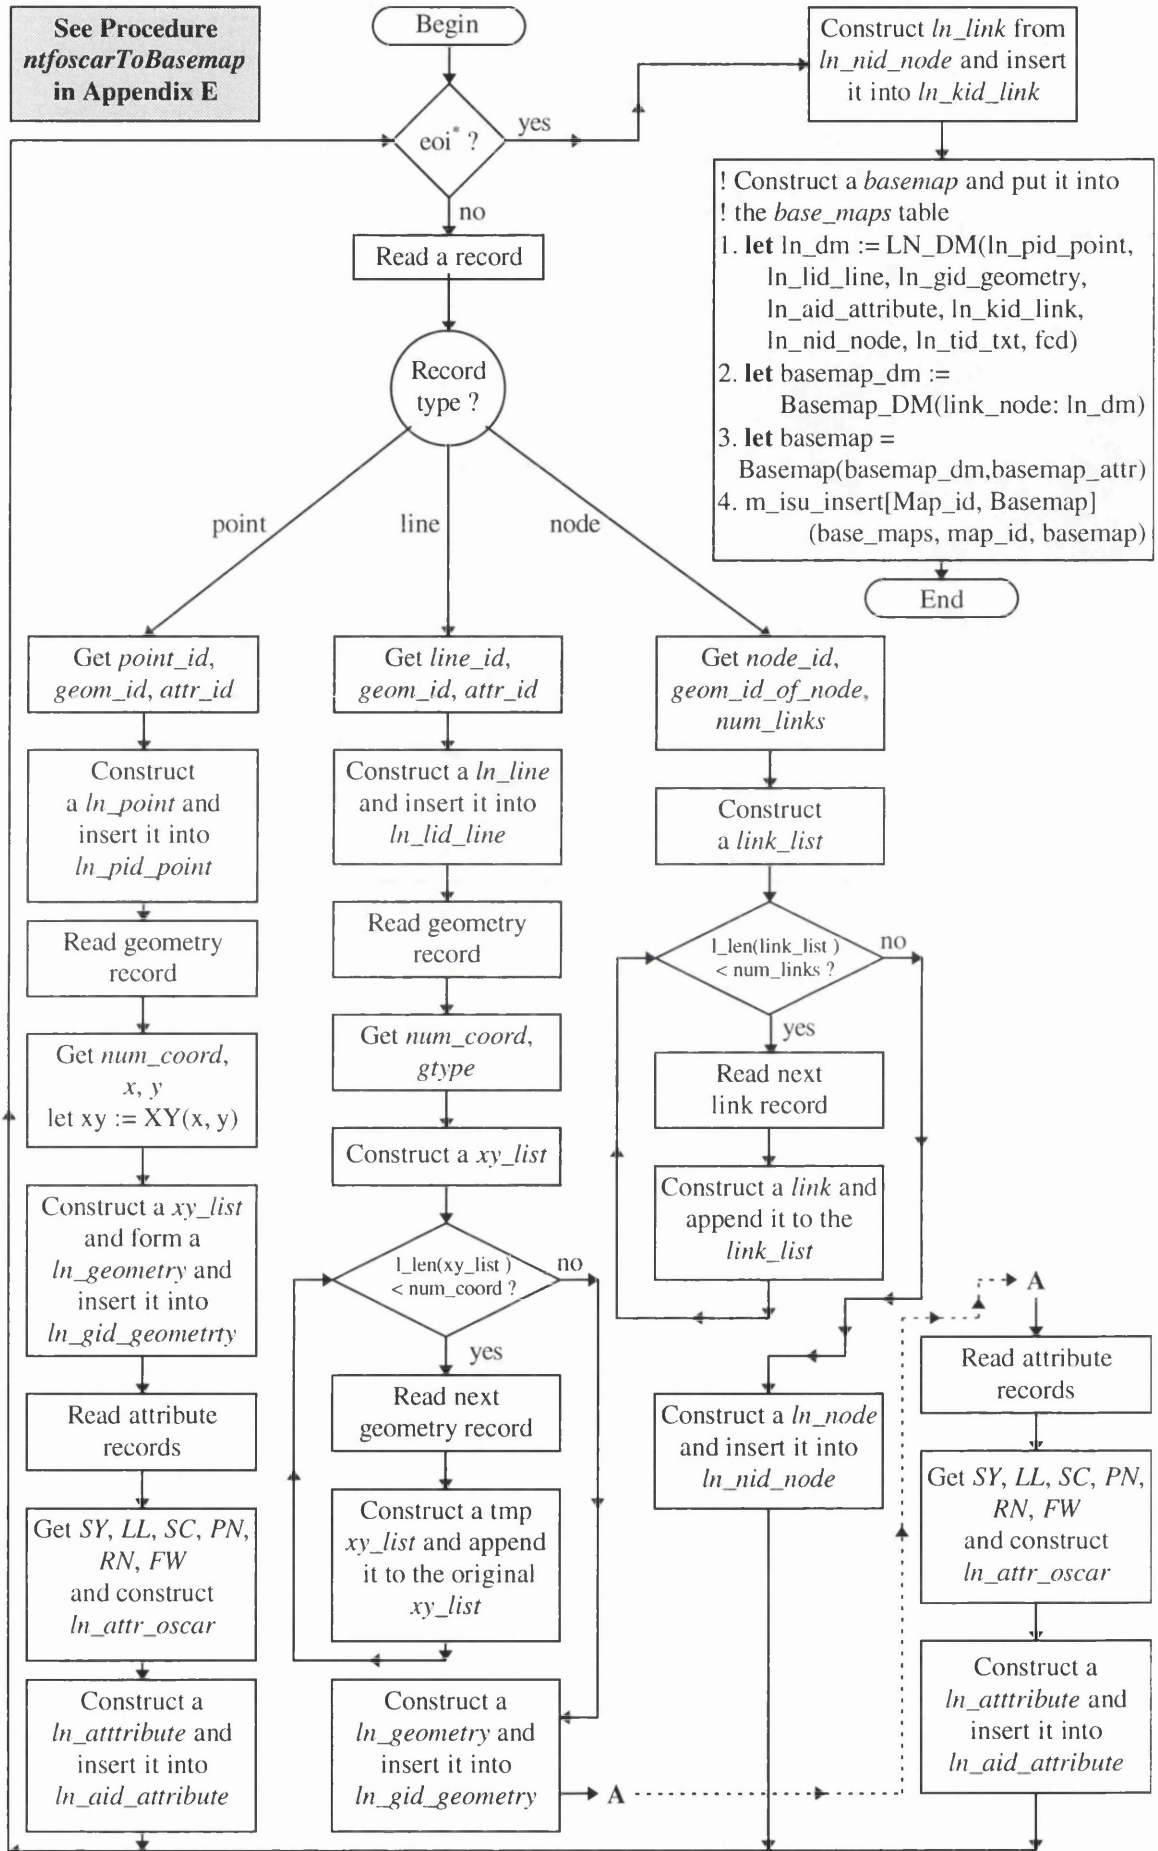 See Procedure
ntfoscarToBasemap
in Appendix E
Begin
eoi* ?
yes
no
Read a record
Record
type ?
point
line
node
Construct ln_link from
ln_nid_node and insert
it into ln_kid_link
! Construct a basemap and put it into
! the base_maps table
1. let ln_dm := LN_DM(ln_pid_point,
ln_lid_line, ln_gid_geometry,
ln_aid_attribute, ln_kid_link,
ln_nid_node, ln_tid_txt, fcd)
2. let basemap_dm :=
Basemap_DM(link_node: ln_dm)
3. let basemap =
Basemap(basemap_dm,basemap_attr)
4. m_isu_insert[Map_id, Basemap]
(base_maps, map_id, basemap)
End
Get point_id,
geom_id, attr_id
Construct
a ln_point and
insert it into
ln_pid_point
Read geometry
record
Get num_coord,
x, y
let xy := XY(x, y)
Construct a xy_list
and form a
ln_geometry and
insert it into
ln_gid_geometrty
Read attribute
records
Get SY, LL, SC, PN,
RN, FW
and construct
ln_attr_oscar
Construct a
ln_atttribute and
insert it into
ln_aid_attribute
Get line_id,
geom_id, attr_id
Construct a ln_line
and insert it into
ln_lid_line
Read geometry
record
Get num_coord,
gtype
Construct a xy_list
l_len(xy_list )
< num_coord ?
no
yes
Read next
geometry record
Construct a tmp
xy_list and append
it to the original
xy_list
Construct a
ln_geometry and
insert it into
ln_gid_geometry
A
Get node_id,
geom_id_of_node,
num_links
Construct
a link_list
l_len(link_list )
< num_links ?
no
yes
Read next
link record
Construct a link and
append it to the
link_list
Construct a ln_node
and insert it into
ln_nid_node
A
Read attribute
records
Get SY, LL, SC, PN,
RN, FW
and construct
ln_attr_oscar
Construct a
ln_atttribute and
insert it into
ln_aid_attribute